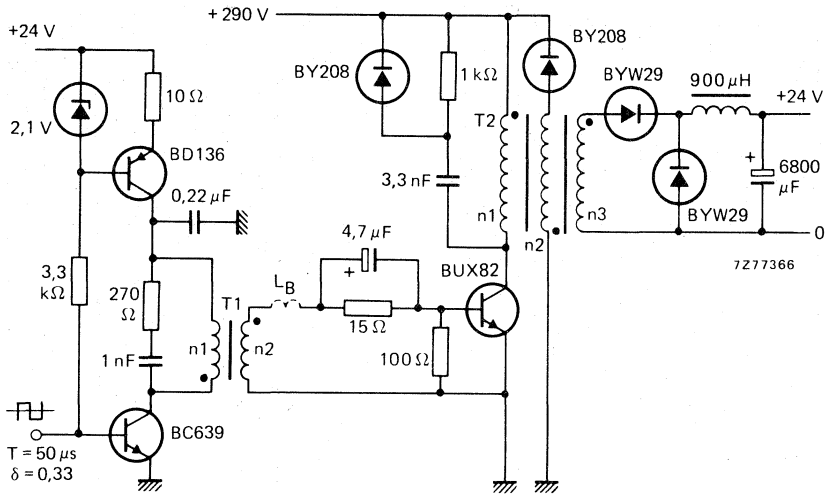 +24 V
2,1 V
10 Ω
BD136
0,22 μF
3,3
kΩ
270
Ω
1 nF
T1
n1
n2
BC639
T = 50 μs
δ = 0,33
L_B
4,7 μF
+
15 Ω
100 Ω
BUX82
+ 290 V
BY208
1 kΩ
3,3 nF
T2
n1
n2
n3
BY208
BYW29
900 μH
+24 V
+
6800
μF
BYW29
0
7Z77366